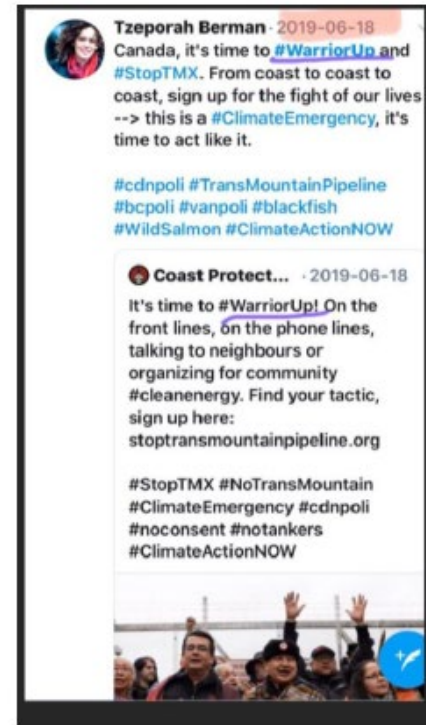 Tzeporah Berman · 2019-06-18
Canada, it's time to #WarriorUp and
#StopTMX. From coast to coast to
coast, sign up for the fight of our lives
--> this is a #ClimateEmergency, it's
time to act like it.
#cdnpoli #TransMountainPipeline
#bcpoli #vanpoli #blackfish
#WildSalmon #ClimateActionNOW
Coast Protect... · 2019-06-18
It's time to #WarriorUp! On the
front lines, on the phone lines,
talking to neighbours or
organizing for community
#cleanenergy. Find your tactic,
sign up here:
stoptransmountainpipeline.org
#StopTMX #NoTransMountain
#ClimateEmergency #cdnpoli
#noconsent #notankers
#ClimateActionNOW